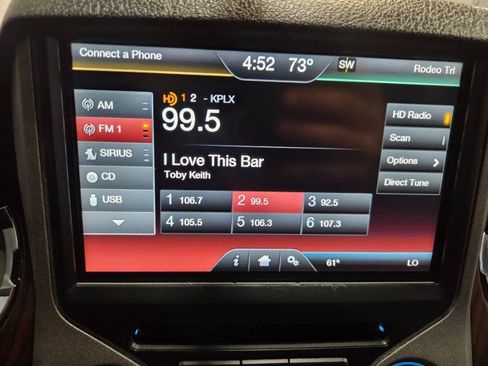 Connect a Phone
4:52 73°
SW
Rodeo Trl
AM
FM 1
SIRIUS
CD
USB
HD 1 2 - KPLX
99.5
I Love This Bar
Toby Keith
1 106.7
2 99.5
3 92.5
4 105.5
5 106.3
6 107.3
HD Radio
Scan
Options
Direct Tune
i
61°
LO